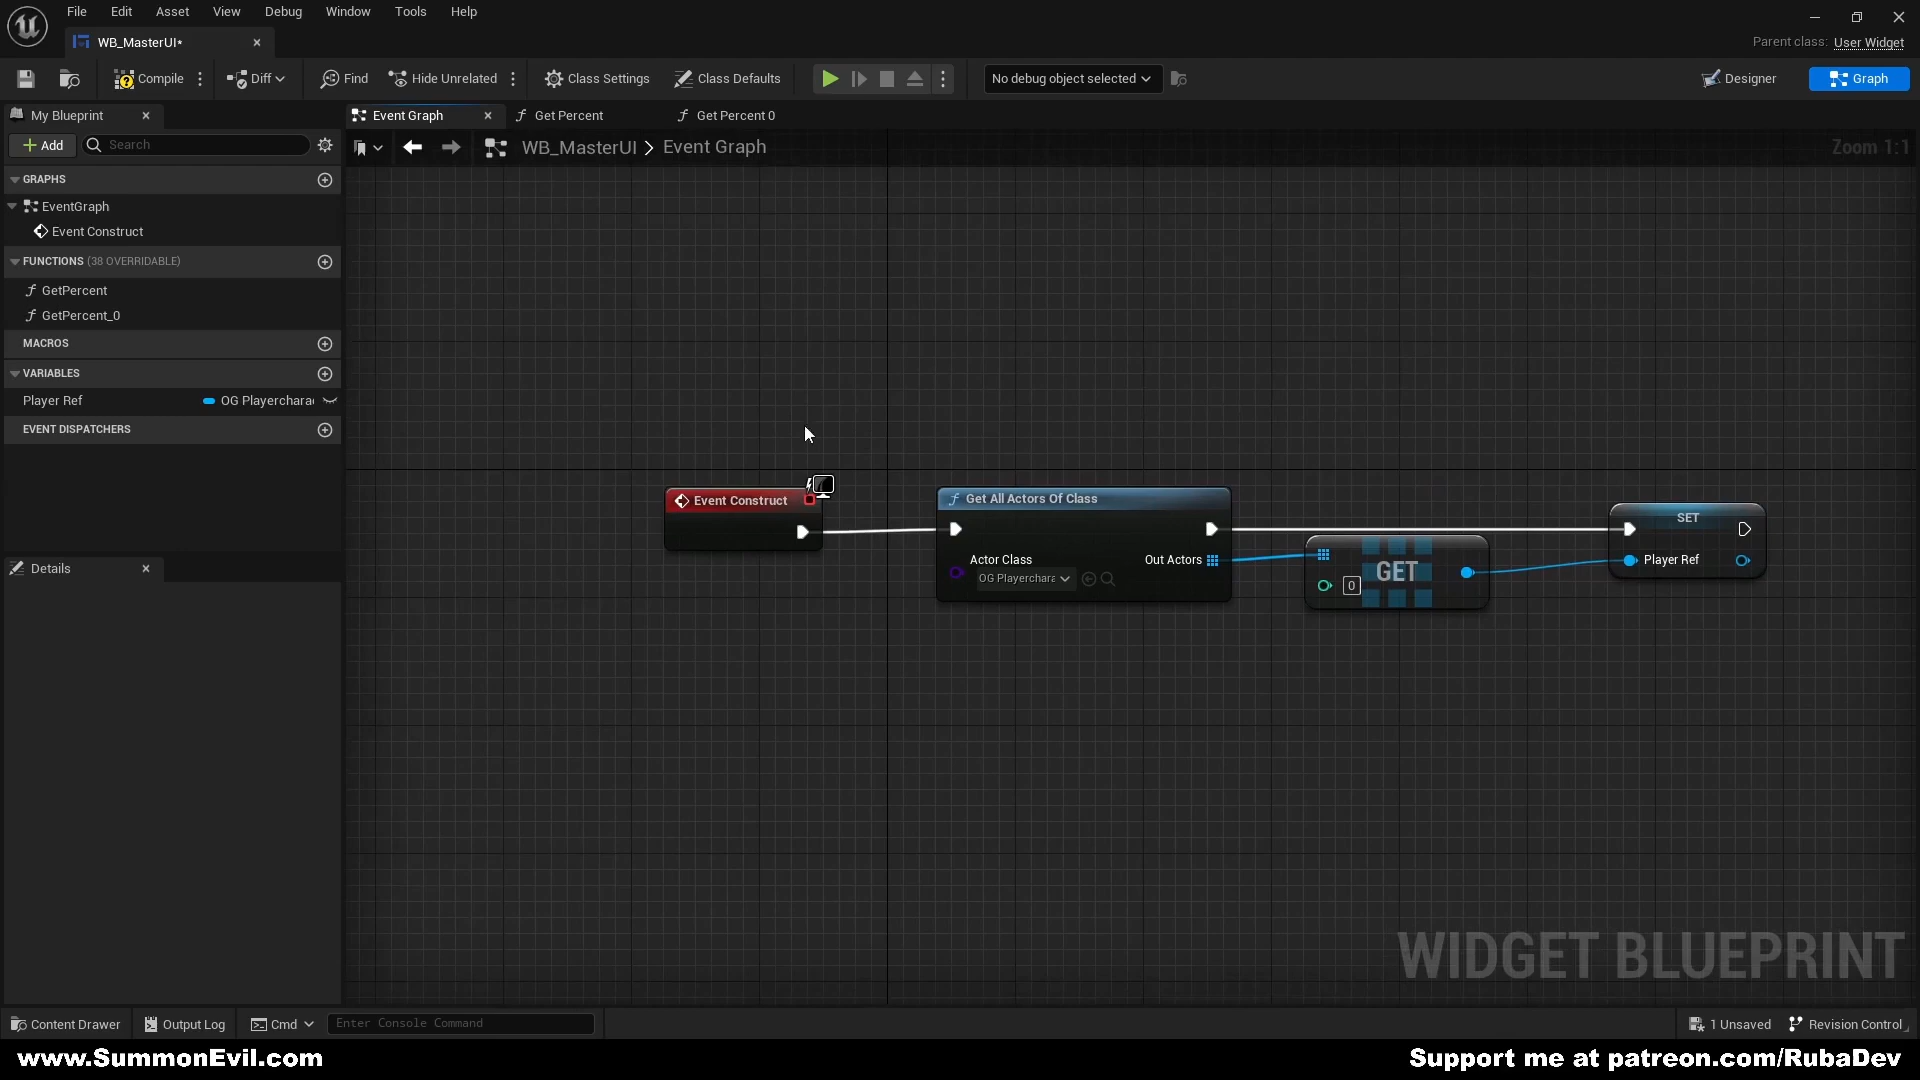 File Edit Asset View Debug Window Tools Help
WB_MasterUI*
Parent class: User Widget
Compile Diff Find Hide Unrelated Class Settings Class Defaults No debug object selected Designer Graph
My Blueprint
Event Graph
Get Percent
Get Percent 0
Add
Search
WB_MasterUI > Event Graph
Zoom 1:1
GRAPHS
EventGraph
Event Construct
FUNCTIONS (38 OVERRIDABLE)
GetPercent
GetPercent_0
MACROS
VARIABLES
Player Ref OG Playerchara
EVENT DISPATCHERS
Details
Event Construct
Get All Actors Of Class
Actor Class
OG Playerchara
Out Actors
GET
0
SET
Player Ref
WIDGET BLUEPRINT
Content Drawer Output Log Cmd Enter Console Command 1 Unsaved Revision Control
www.SummonEvil.com
Support me at patreon.com/RubaDev